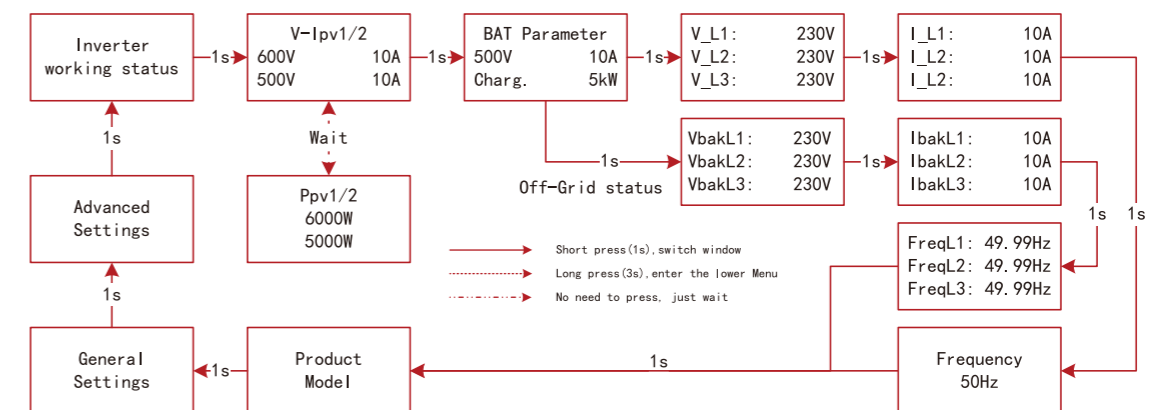 Inverter
working status
1s
V-Ipv1/2
600V 10A
500V 10A
1s
BAT Parameter
500V 10A
Charg. 5kW
1s
V_L1: 230V
V_L2: 230V
V_L3: 230V
1s
I_L1: 10A
I_L2: 10A
I_L2: 10A
1s
Wait
1s
Off-Grid status
VbakL1: 230V
VbakL2: 230V
VbakL3: 230V
1s
IbakL1: 10A
IbakL2: 10A
IbakL3: 10A
1s
1s
Advanced
Settings
Ppv1/2
6000W
5000W
Short press(1s),switch window
Long press(3s),enter the lower Menu
No need to press, just wait
FreqL1: 49.99Hz
FreqL2: 49.99Hz
FreqL3: 49.99Hz
1s
General
Settings
1s
Product
Model
1s
Frequency
50Hz